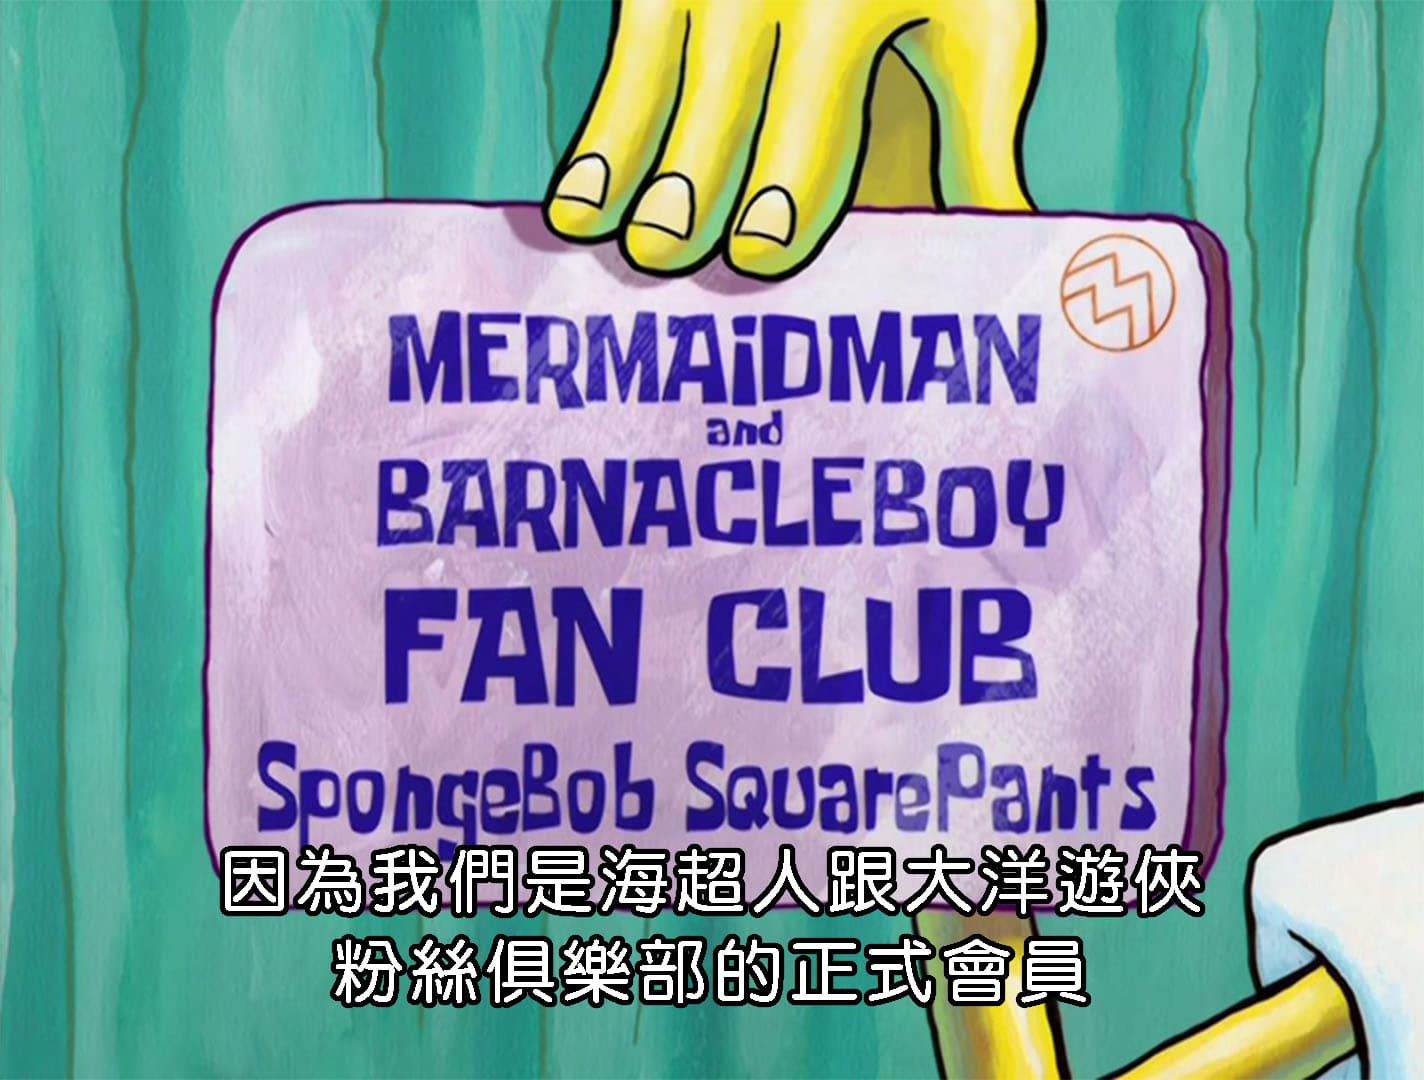 MERMAiDMAN
and
BARNACLEBOY
FAN CLUB
SpongeBob SquarePants
因為我們是海超人跟大洋遊俠
粉絲俱樂部的正式會員